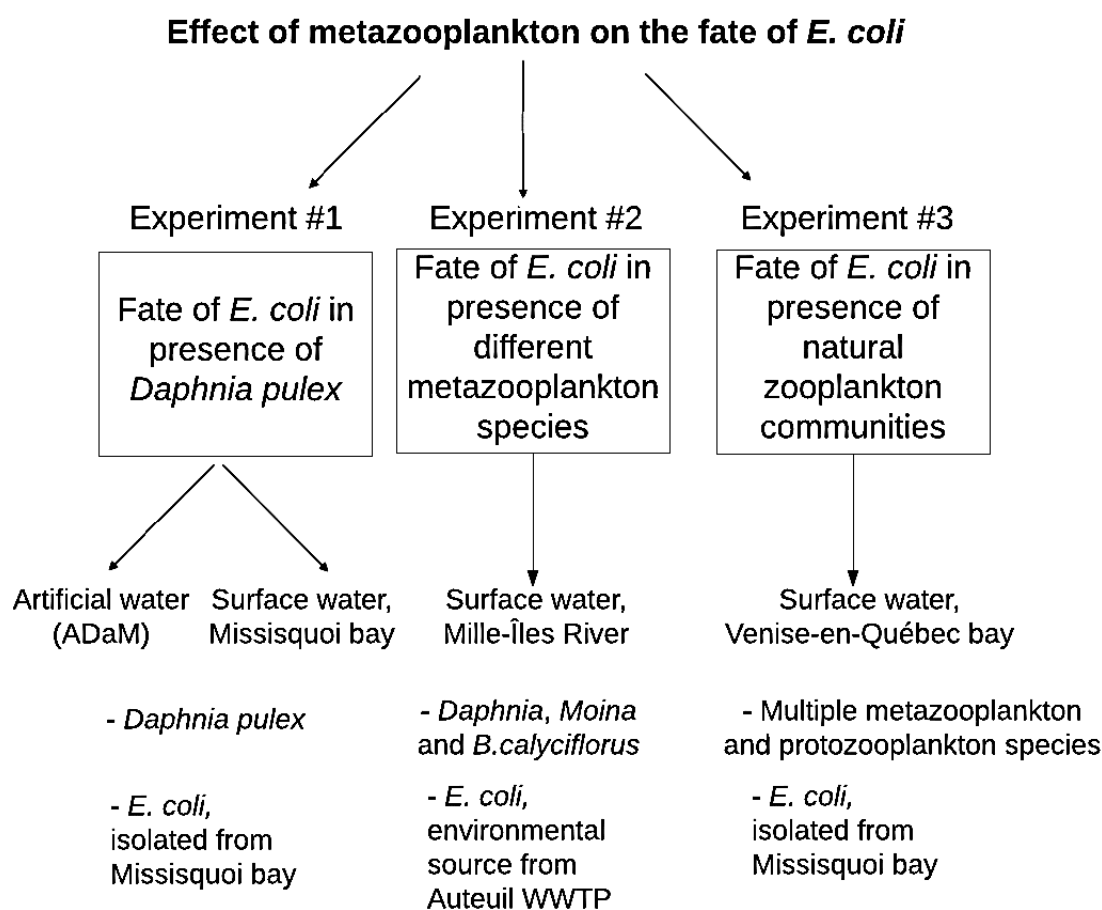 Effect of metazooplankton on the fate of E. coli
Experiment #1
Fate of E. coli in
presence of
Daphnia pulex
Artificial water
(ADaM)
Surface water,
Missisquoi bay
- Daphnia pulex
- E. coli,
isolated from
Missisquoi bay
Experiment #2
Fate of E. coli in
presence of
different
metazooplankton
species
Surface water,
Mille-Îles River
- Daphnia, Moina
and B.calyciflorus
- E. coli,
environmental
source from
Auteuil WWTP
Experiment #3
Fate of E. coli in
presence of
natural
zooplankton
communities
Surface water,
Venise-en-Québec bay
- Multiple metazooplankton
and protozooplankton species
- E. coli,
isolated from
Missisquoi bay